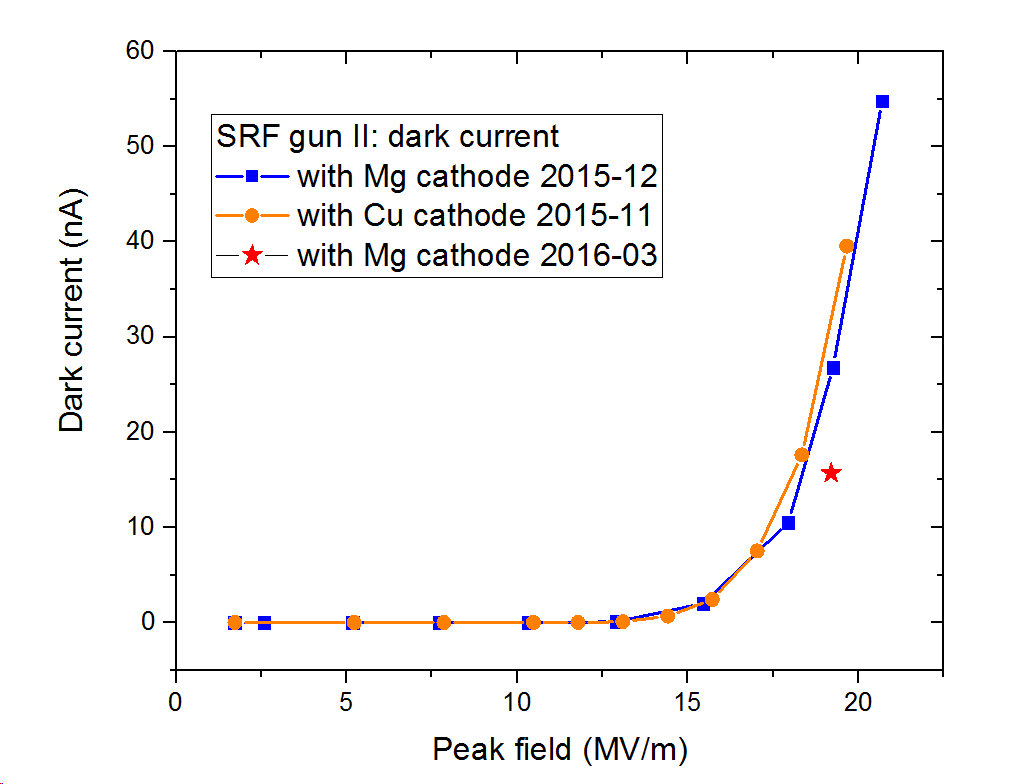 60
50
40
30
20
10
0
Dark current (nA)
SRF gun II: dark current
with Mg cathode 2015-12
with Cu cathode 2015-11
with Mg cathode 2016-03
0 5 10 15 20
Peak field (MV/m)